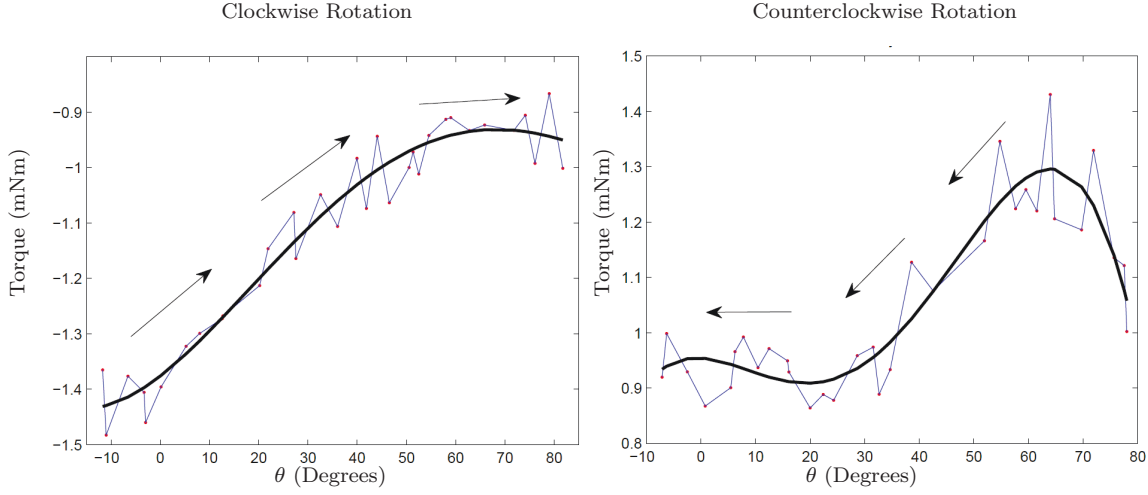 Clockwise Rotation
−0.9
−1
−1.1
−1.2
−1.3
−1.4
−1.5
Torque (mNm)
−10 0 10 20 30 40 50 60 70 80
θ (Degrees)
Counterclockwise Rotation
1.5
1.4
1.3
1.2
1.1
1
0.9
0.8
Torque (mNm)
−10 0 10 20 30 40 50 60 70 80
θ (Degrees)